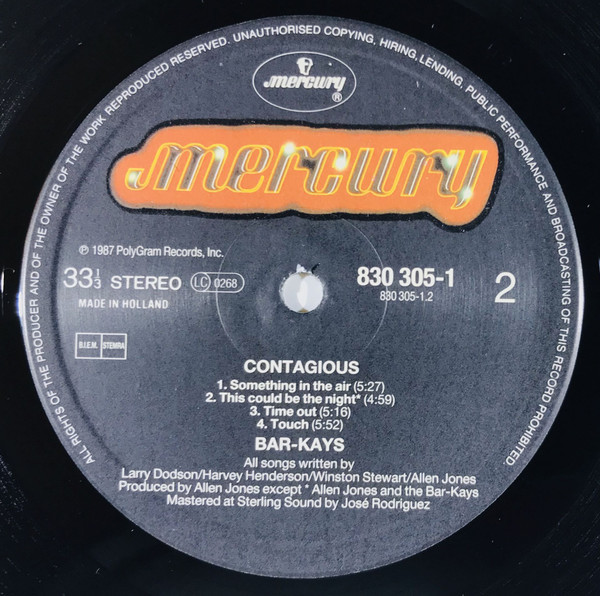 ALL RIGHTS OF THE PRODUCER AND OF THE OWNER OF THE WORK REPRODUCED RESERVED. UNAUTHORISED COPYING, HIRING, LENDING, PUBLIC PERFORMANCE AND BROADCASTING OF THIS RECORD PROHIBITED.
mercury
®
mercury
℗ 1987 PolyGram Records, Inc.
33⅓ STEREO LC 0268
MADE IN HOLLAND
830 305-1
830 305-1.2
2
B.I.E.M. STEMRA
CONTAGIOUS
1. Something in the air (5:27)
2. This could be the night* (4:59)
3. Time out (5:16)
4. Touch (5:52)
BAR-KAYS
All songs written by
Larry Dodson/Harvey Henderson/Winston Stewart/Allen Jones
Produced by Allen Jones except * Allen Jones and the Bar-Kays
Mastered at Sterling Sound by José Rodriguez